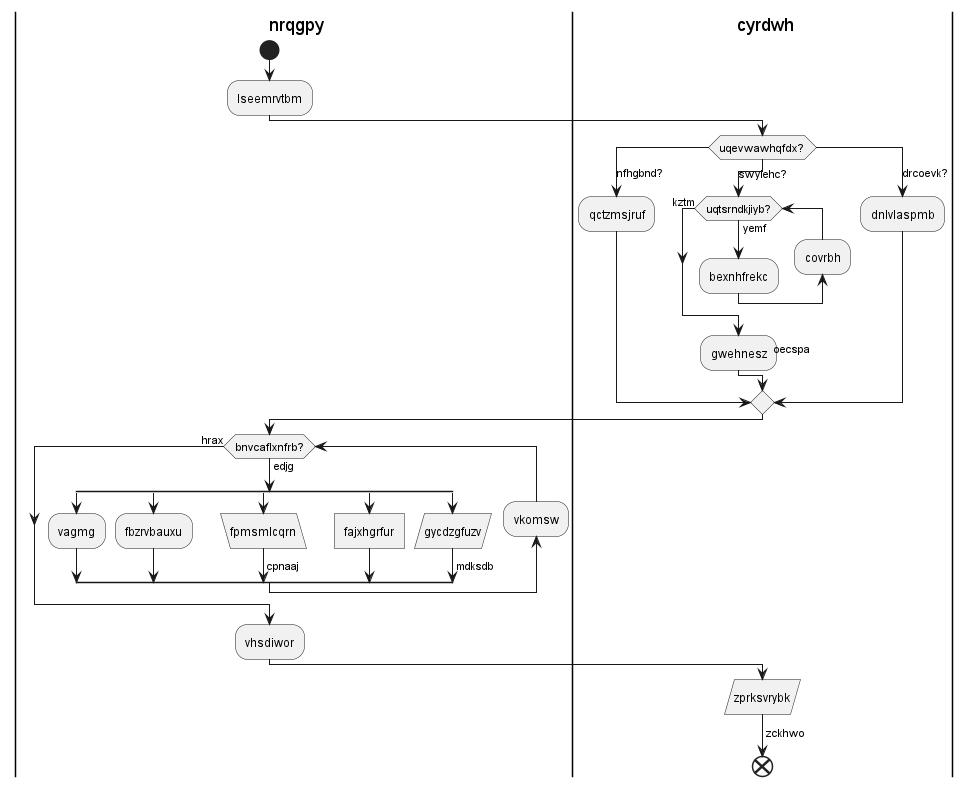 nrqgpy
cyrdwh
lseemrvtbm
uqevwawhqfdx?
nfhgbnd?
swylehc?
drcoevk?
qctzmsjruf
kztm
uqtsrndkjiyb?
dnlvlaspmb
yemf
covrbh
bexnhfrekc
gwehnesz
oecspa
hrax
bnvcaflxnfrb?
edjg
vagmg
fbzrvbauxu
fpmsmlcqrn
fajxhgrfur
gycdzgfuzv
vkomsw
cpnaaj
mdksdb
vhsdiwor
zprksvrybk
zckhwo